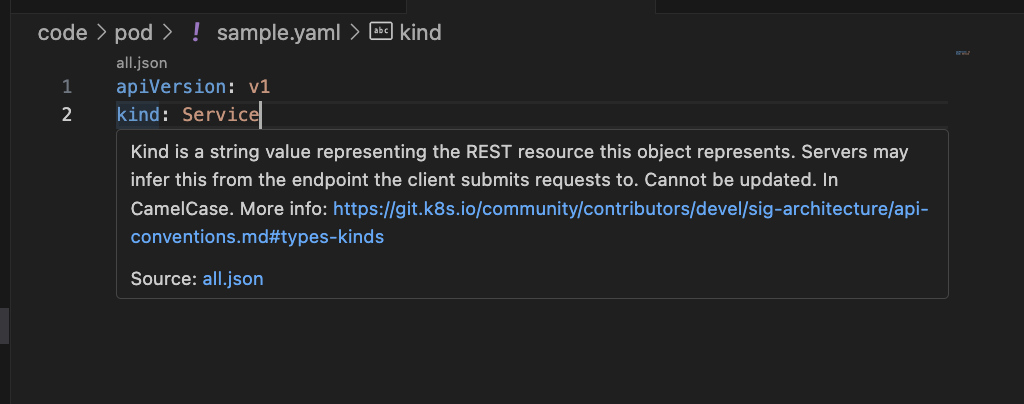 code > pod > ! sample.yaml > abc kind
all.json
1 apiVersion: v1
2 kind: Service
Kind is a string value representing the REST resource this object represents. Servers may
infer this from the endpoint the client submits requests to. Cannot be updated. In
CamelCase. More info: https://git.k8s.io/community/contributors/devel/sig-architecture/api-
conventions.md#types-kinds
Source: all.json